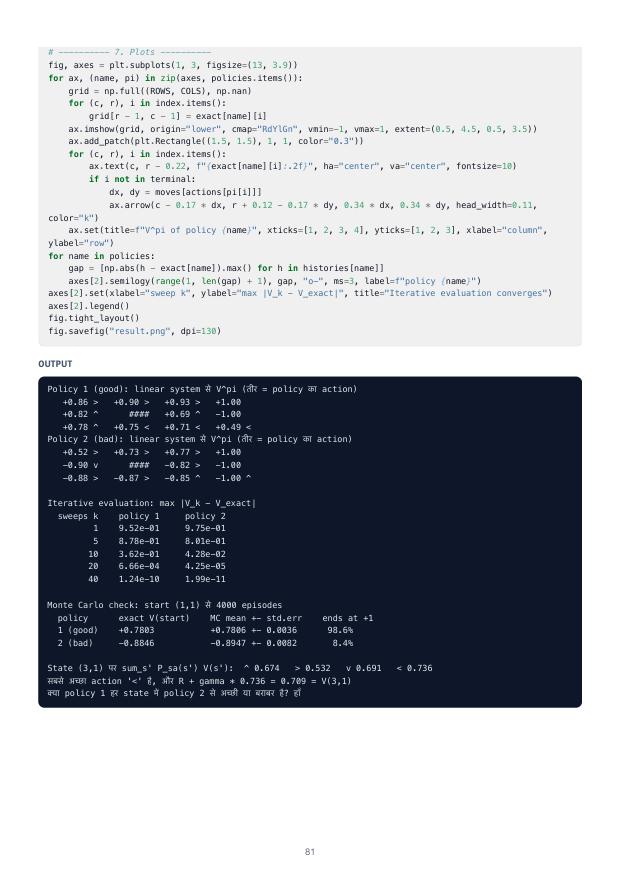 # ---------- 7. Plots ----------
fig, axes = plt.subplots(1, 3, figsize=(13, 3.9))
for ax, (name, pi) in zip(axes, policies.items()):
    grid = np.full((ROWS, COLS), np.nan)
    for (c, r), i in index.items():
        grid[r - 1, c - 1] = exact[name][i]
    ax.imshow(grid, origin="lower", cmap="RdYlGn", vmin=-1, vmax=1, extent=(0.5, 4.5, 0.5, 3.5))
    ax.add_patch(plt.Rectangle((1.5, 1.5), 1, 1, color="0.3"))
    for (c, r), i in index.items():
        ax.text(c, r - 0.22, f"{exact[name][i]:.2f}", ha="center", va="center", fontsize=10)
        if i not in terminal:
            dx, dy = moves[actions[pi[i]]]
            ax.arrow(c - 0.17 * dx, r + 0.12 - 0.17 * dy, 0.34 * dx, 0.34 * dy, head_width=0.11,
color="k")
    ax.set(title=f"V^pi of policy {name}", xticks=[1, 2, 3, 4], yticks=[1, 2, 3], xlabel="column",
ylabel="row")
for name in policies:
    gap = [np.abs(h - exact[name]).max() for h in histories[name]]
    axes[2].semilogy(range(1, len(gap) + 1), gap, "o-", ms=3, label=f"policy {name}")
axes[2].set(xlabel="sweep k", ylabel="max |V_k - V_exact|", title="Iterative evaluation converges")
axes[2].legend()
fig.tight_layout()
fig.savefig("result.png", dpi=130)
OUTPUT
Policy 1 (good): linear system से V^pi (तीर = policy का action)
   +0.86 >   +0.90 >   +0.93 >   +1.00
   +0.82 ^      ####   +0.69 ^   -1.00
   +0.78 ^   +0.75 <   +0.71 <   +0.49 <
Policy 2 (bad): linear system से V^pi (तीर = policy का action)
   +0.52 >   +0.73 >   +0.77 >   +1.00
   -0.90 v      ####   -0.82 >   -1.00
   -0.88 >   -0.87 >   -0.85 ^   -1.00 ^
Iterative evaluation: max |V_k - V_exact|
  sweeps k    policy 1     policy 2
         1    9.52e-01     9.75e-01
         5    8.78e-01     8.01e-01
        10    3.62e-01     4.28e-02
        20    6.66e-04     4.25e-05
        40    1.24e-10     1.99e-11
Monte Carlo check: start (1,1) से 4000 episodes
  policy      exact V(start)    MC mean +- std.err    ends at +1
  1 (good)    +0.7803           +0.7806 +- 0.0036      98.6%
  2 (bad)     -0.8846           -0.8947 +- 0.0082       8.4%
State (3,1) पर sum_s' P_sa(s') V(s'):  ^ 0.674   > 0.532   v 0.691   < 0.736
सबसे अच्छा action '<' है, और R + gamma * 0.736 = 0.709 = V(3,1)
क्या policy 1 हर state में policy 2 से अच्छी या बराबर है? हाँ
81